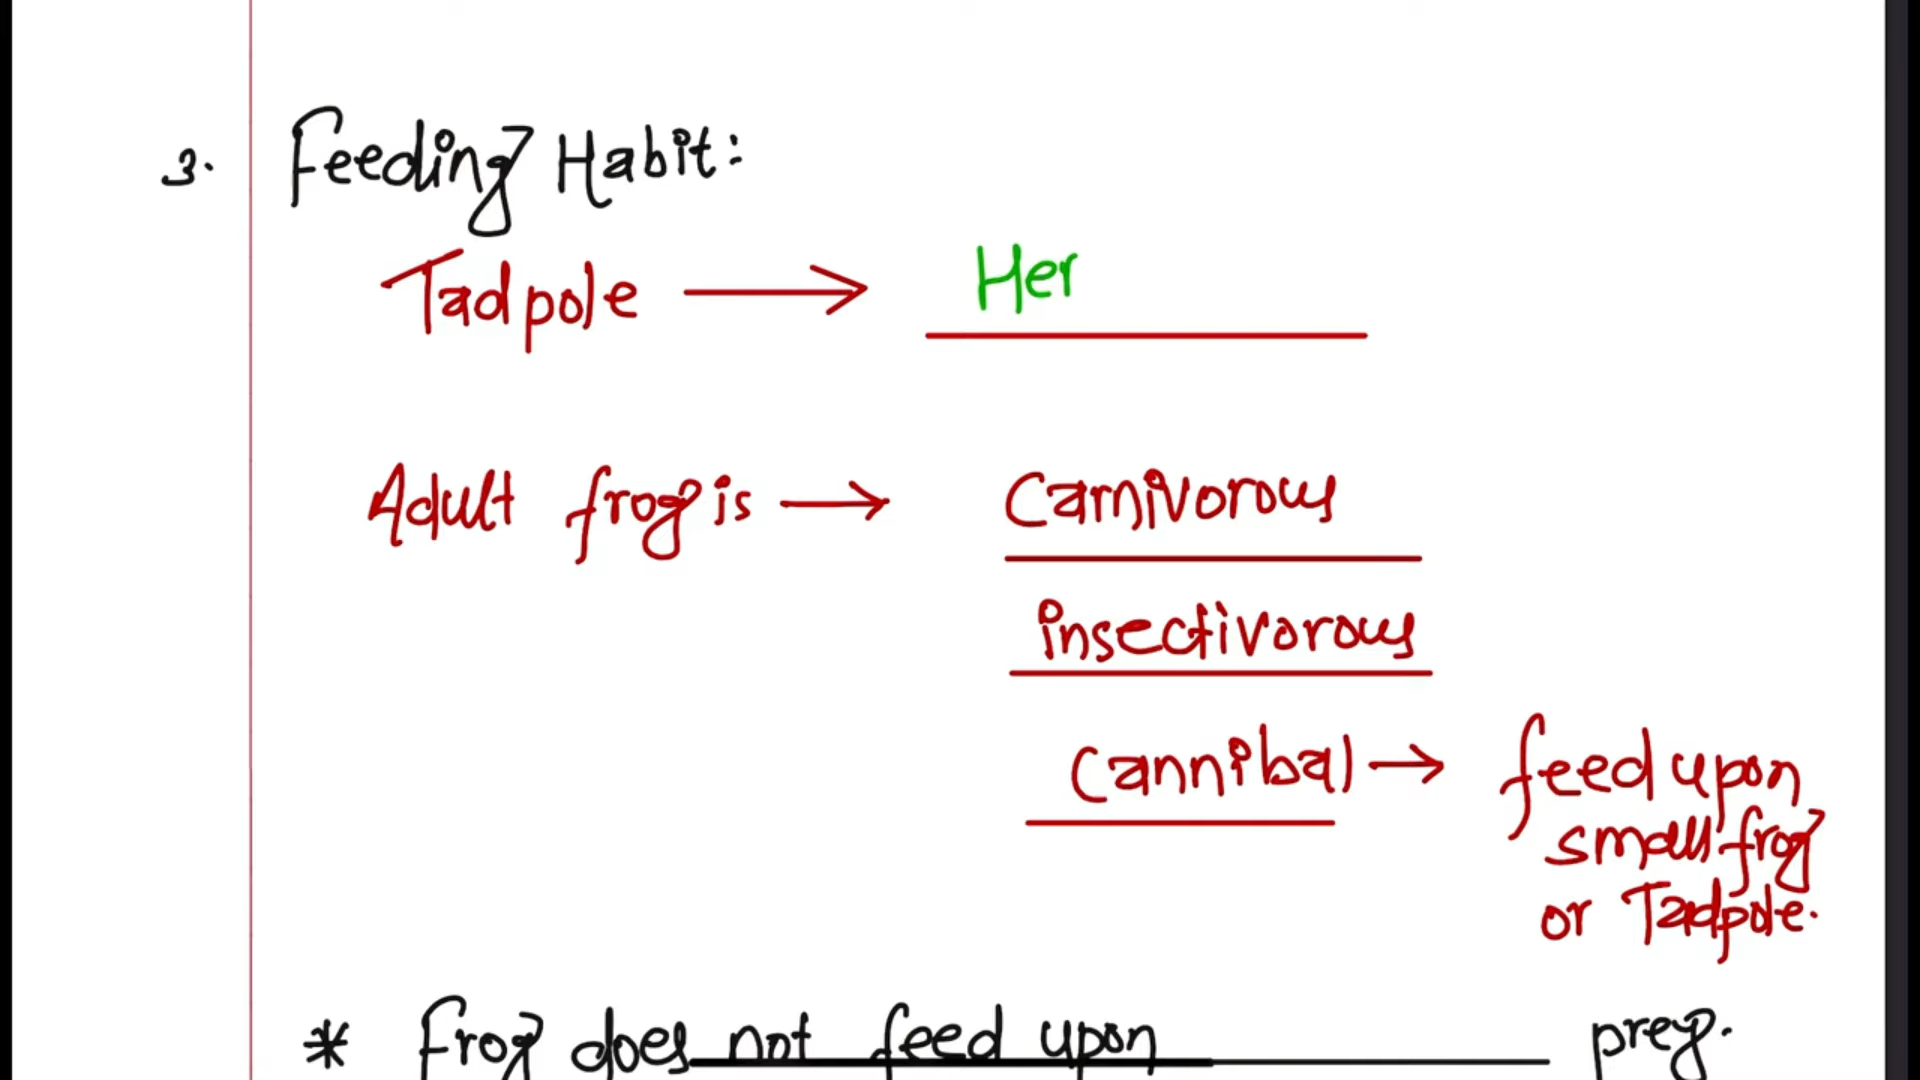 3. Feeding Habit:
Tadpole → Her
Adult frog is → Carnivorous
insectivorous
Cannibal → feed upon
small frog
or Tadpole.
* Frog does not feed upon ______ prey.